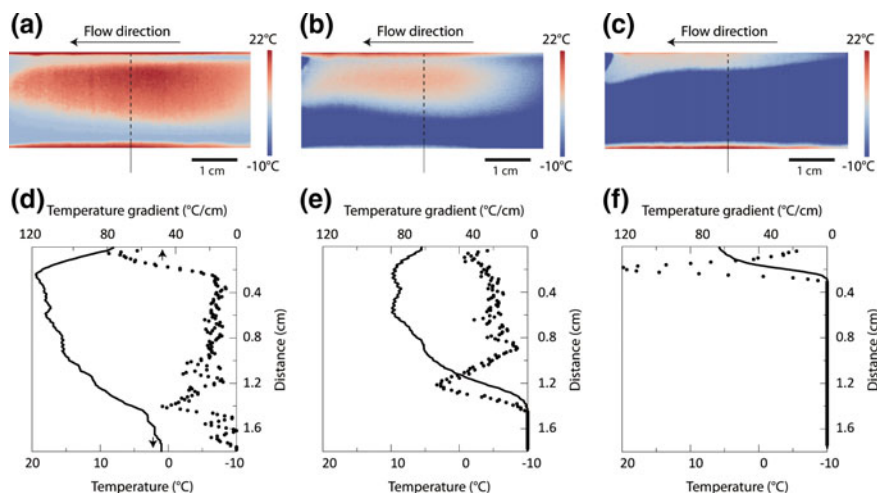 (a) Flow direction 22°C
-10°C
1 cm
(b) Flow direction 22°C
-10°C
1 cm
(c) Flow direction 22°C
-10°C
1 cm
(d)
Temperature gradient (°C/cm)
120 80 40 0
0.4
0.8
1.2
1.6
Distance (cm)
20 10 0 -10
Temperature (°C)
(e)
Temperature gradient (°C/cm)
120 80 40 0
0.4
0.8
1.2
1.6
Distance (cm)
20 10 0 -10
Temperature (°C)
(f)
Temperature gradient (°C/cm)
120 80 40 0
0.4
0.8
1.2
1.6
Distance (cm)
20 10 0 -10
Temperature (°C)